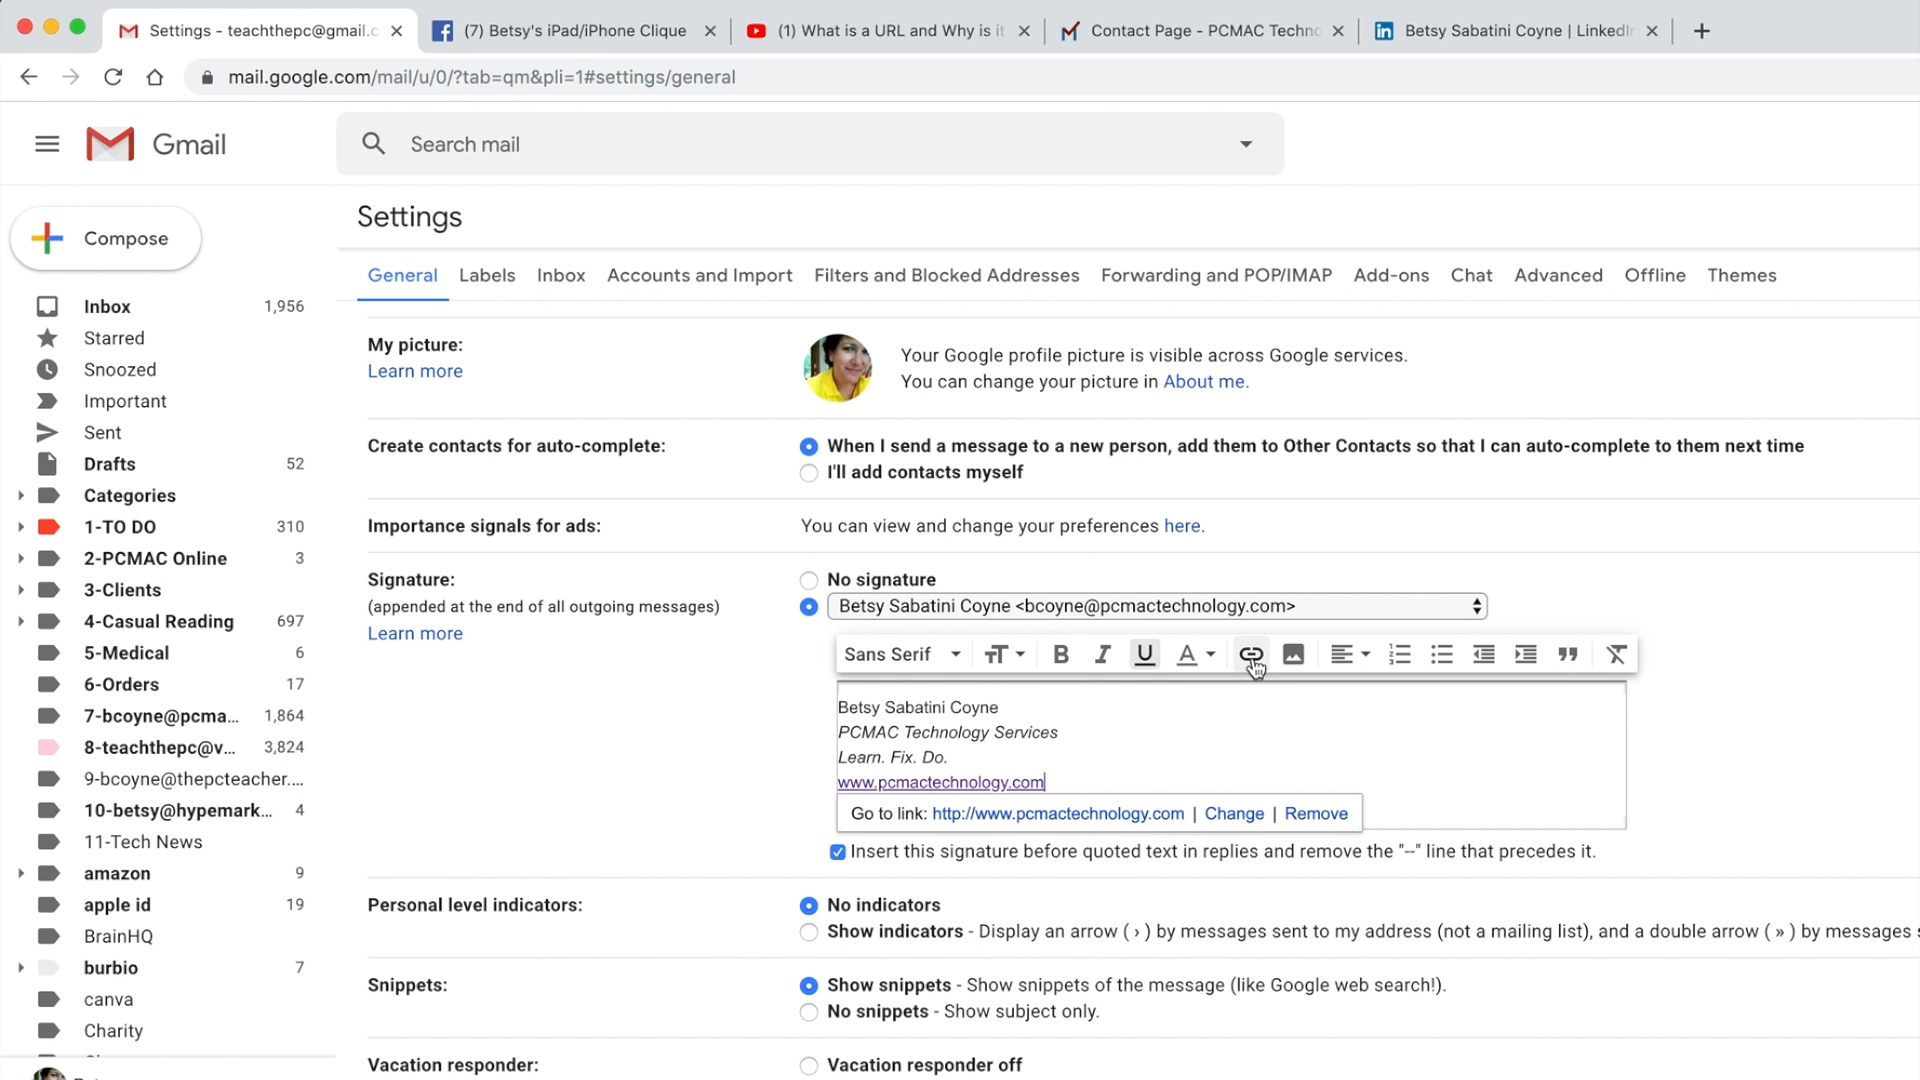 Settings - teachthepc@gmail.c
(7) Betsy's iPad/iPhone Clique
(1) What is a URL and Why is it
Contact Page - PCMAC Techno
Betsy Sabatini Coyne | LinkedIn
mail.google.com/mail/u/0/?tab=qm&pli=1#settings/general
Gmail
Search mail
Compose
Inbox 1,956
Starred
Snoozed
Important
Sent
Drafts 52
Categories
1-TO DO 310
2-PCMAC Online 3
3-Clients
4-Casual Reading 697
5-Medical 6
6-Orders 17
7-bcoyne@pcma... 1,864
8-teachthepc@v... 3,824
9-bcoyne@thepcteacher....
10-betsy@hypemark... 4
11-Tech News
amazon 9
apple id 19
BrainHQ
burbio 7
canva
Charity
Settings
General Labels Inbox Accounts and Import Filters and Blocked Addresses Forwarding and POP/IMAP Add-ons Chat Advanced Offline Themes
My picture:
Learn more
Your Google profile picture is visible across Google services.
You can change your picture in About me.
Create contacts for auto-complete:
When I send a message to a new person, add them to Other Contacts so that I can auto-complete to them next time
I'll add contacts myself
Importance signals for ads:
You can view and change your preferences here.
Signature:
(appended at the end of all outgoing messages)
Learn more
No signature
Betsy Sabatini Coyne <bcoyne@pcmactechnology.com>
Sans Serif
Betsy Sabatini Coyne
PCMAC Technology Services
Learn. Fix. Do.
www.pcmactechnology.com
Go to link: http://www.pcmactechnology.com | Change | Remove
Insert this signature before quoted text in replies and remove the "--" line that precedes it.
Personal level indicators:
No indicators
Show indicators - Display an arrow ( › ) by messages sent to my address (not a mailing list), and a double arrow ( » ) by messages
Snippets:
Show snippets - Show snippets of the message (like Google web search!).
No snippets - Show subject only.
Vacation responder:
Vacation responder off